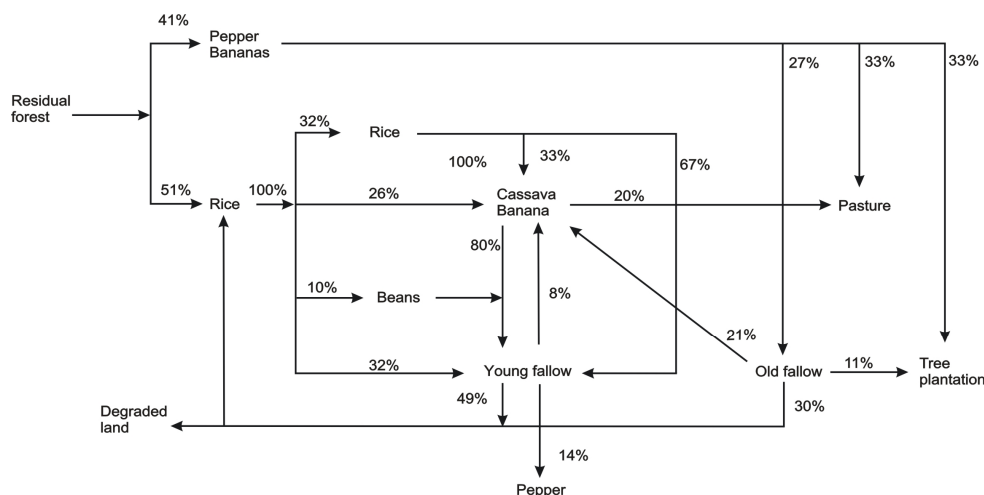 41%
Pepper
Bananas
27%
33%
33%
Residual
forest
32%
Rice
100%
33%
67%
51%
Rice
100%
26%
Cassava
Banana
20%
Pasture
80%
10%
Beans
8%
21%
32%
Young fallow
Old fallow
11%
Tree
plantation
49%
30%
Degraded
land
14%
Pepper